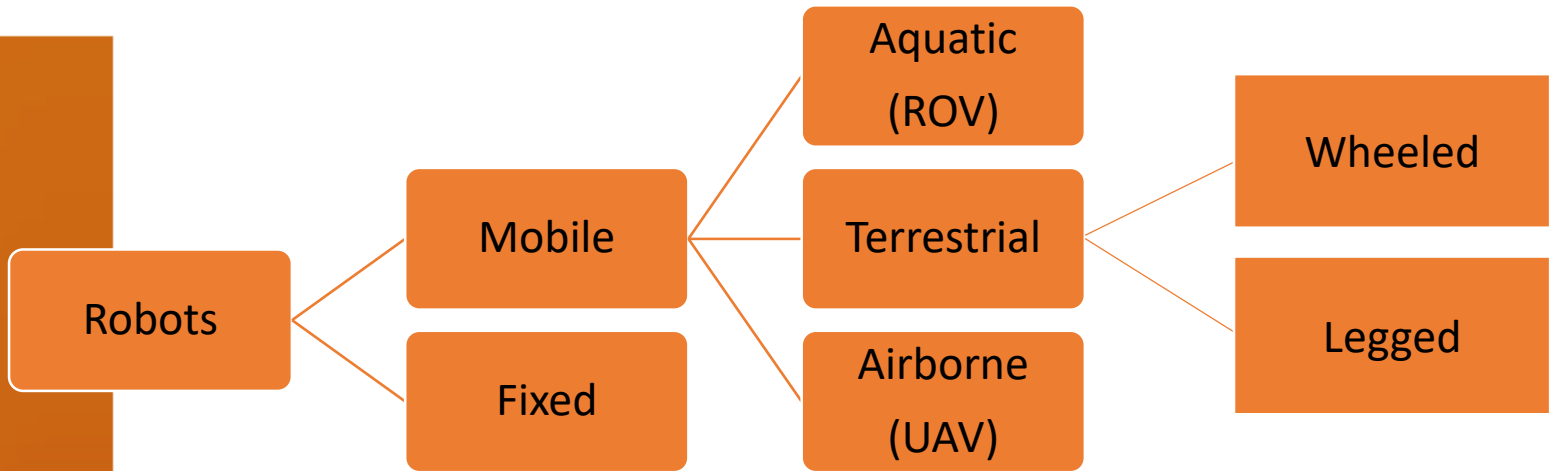 Robots
Mobile
Fixed
Aquatic
(ROV)
Terrestrial
Airborne
(UAV)
Wheeled
Legged